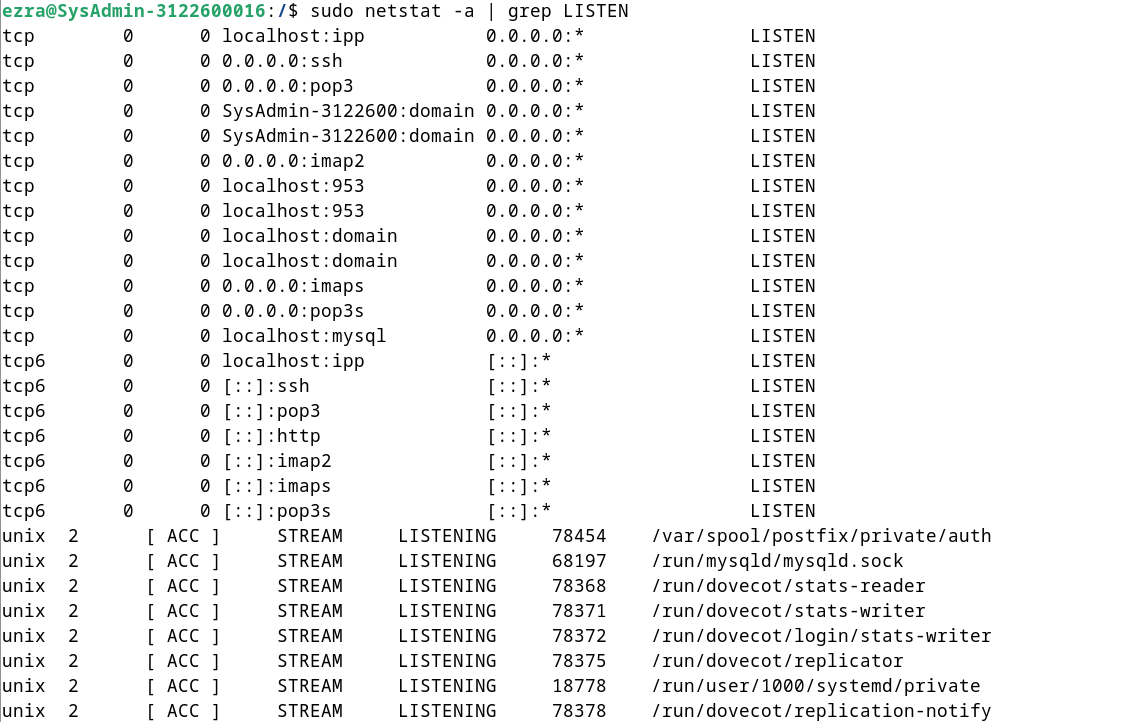 ezra@SysAdmin-3122600016:/$ sudo netstat -a | grep LISTEN
tcp        0      0 localhost:ipp           0.0.0.0:*               LISTEN
tcp        0      0 0.0.0.0:ssh             0.0.0.0:*               LISTEN
tcp        0      0 0.0.0.0:pop3            0.0.0.0:*               LISTEN
tcp        0      0 SysAdmin-3122600:domain 0.0.0.0:*               LISTEN
tcp        0      0 SysAdmin-3122600:domain 0.0.0.0:*               LISTEN
tcp        0      0 0.0.0.0:imap2           0.0.0.0:*               LISTEN
tcp        0      0 localhost:953           0.0.0.0:*               LISTEN
tcp        0      0 localhost:953           0.0.0.0:*               LISTEN
tcp        0      0 localhost:domain        0.0.0.0:*               LISTEN
tcp        0      0 localhost:domain        0.0.0.0:*               LISTEN
tcp        0      0 0.0.0.0:imaps           0.0.0.0:*               LISTEN
tcp        0      0 0.0.0.0:pop3s           0.0.0.0:*               LISTEN
tcp        0      0 localhost:mysql         0.0.0.0:*               LISTEN
tcp6       0      0 localhost:ipp           [::]:*                  LISTEN
tcp6       0      0 [::]:ssh                [::]:*                  LISTEN
tcp6       0      0 [::]:pop3               [::]:*                  LISTEN
tcp6       0      0 [::]:http               [::]:*                  LISTEN
tcp6       0      0 [::]:imap2              [::]:*                  LISTEN
tcp6       0      0 [::]:imaps              [::]:*                  LISTEN
tcp6       0      0 [::]:pop3s              [::]:*                  LISTEN
unix  2      [ ACC ]     STREAM     LISTENING     78454    /var/spool/postfix/private/auth
unix  2      [ ACC ]     STREAM     LISTENING     68197    /run/mysqld/mysqld.sock
unix  2      [ ACC ]     STREAM     LISTENING     78368    /run/dovecot/stats-reader
unix  2      [ ACC ]     STREAM     LISTENING     78371    /run/dovecot/stats-writer
unix  2      [ ACC ]     STREAM     LISTENING     78372    /run/dovecot/login/stats-writer
unix  2      [ ACC ]     STREAM     LISTENING     78375    /run/dovecot/replicator
unix  2      [ ACC ]     STREAM     LISTENING     18778    /run/user/1000/systemd/private
unix  2      [ ACC ]     STREAM     LISTENING     78378    /run/dovecot/replication-notify